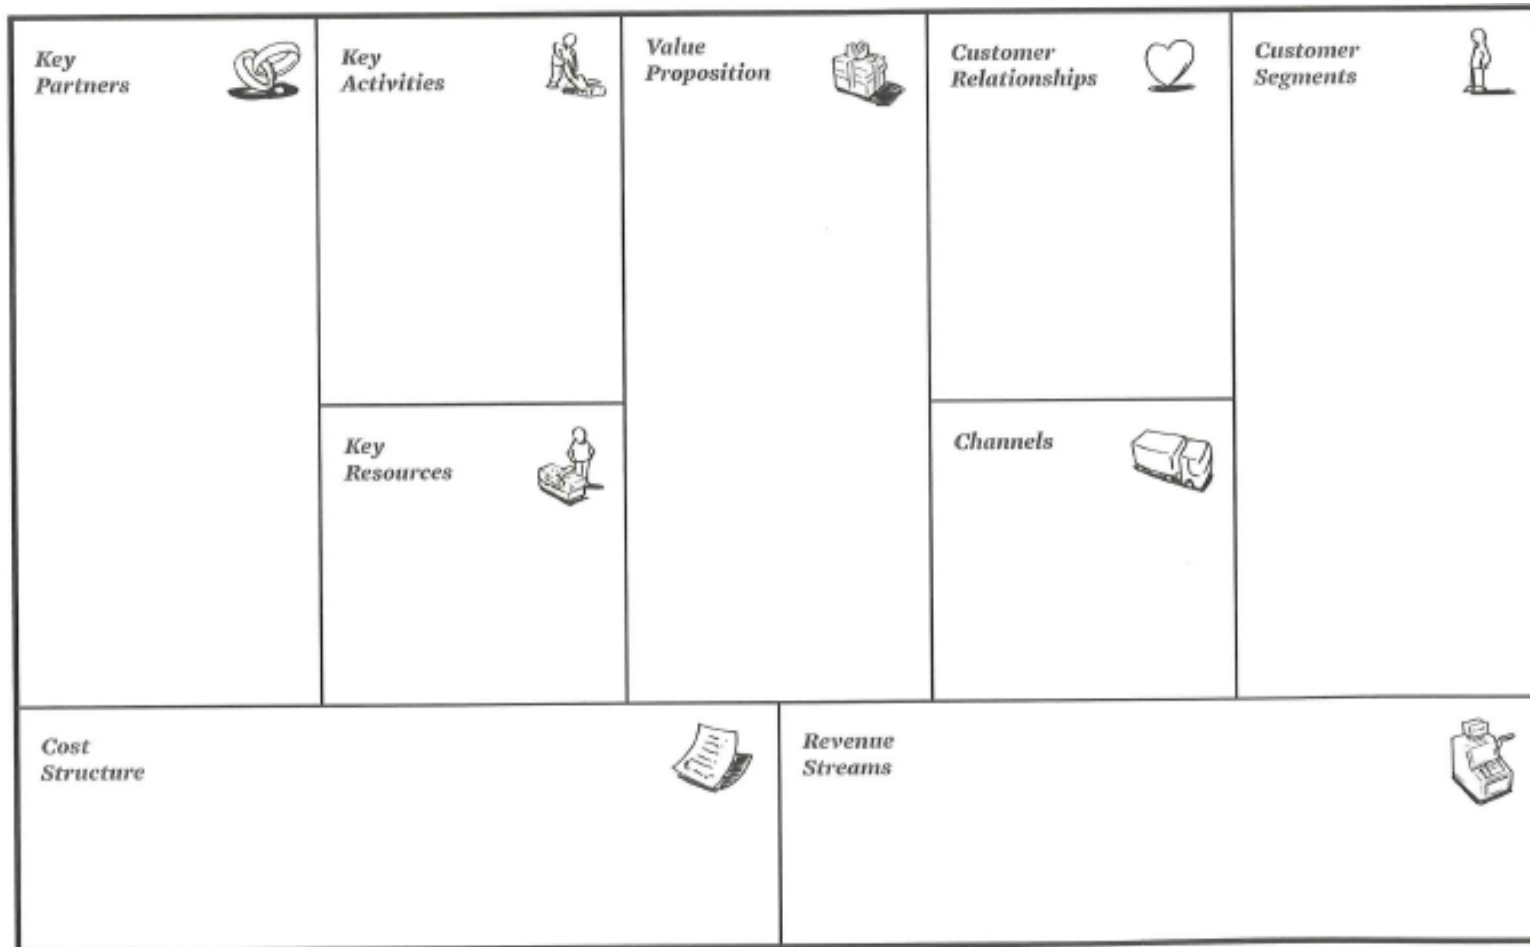 Key
Partners
Key
Activities
Value
Proposition
Customer
Relationships
Customer
Segments
Key
Resources
Channels
Cost
Structure
Revenue
Streams